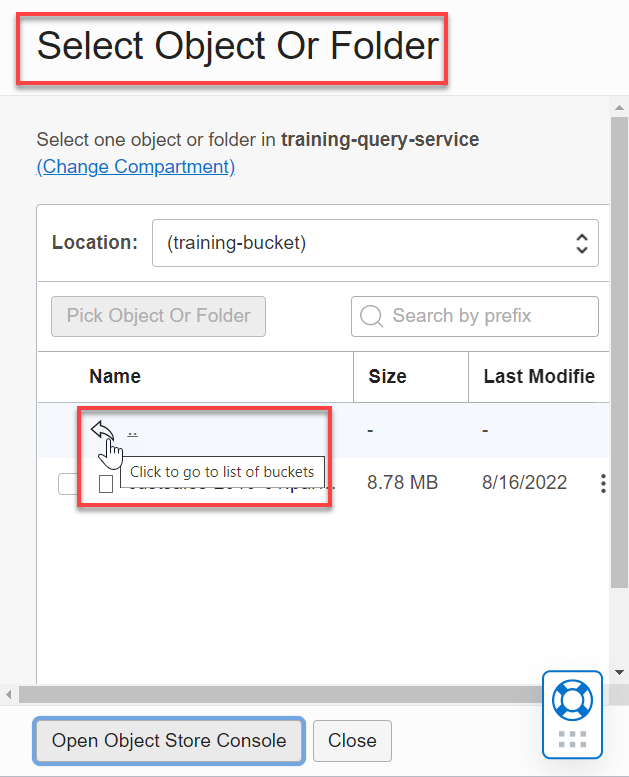 Select Object Or Folder
Select one object or folder in training-query-service
(Change Compartment)
Location: (training-bucket)
Pick Object Or Folder Search by prefix
Name Size Last Modifie
.. - -
Click to go to list of buckets
8.78 MB 8/16/2022
Open Object Store Console Close